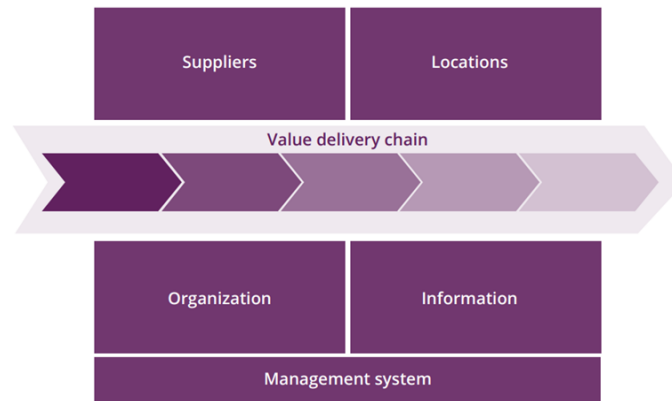 Suppliers
Locations
Value delivery chain
Organization
Information
Management system